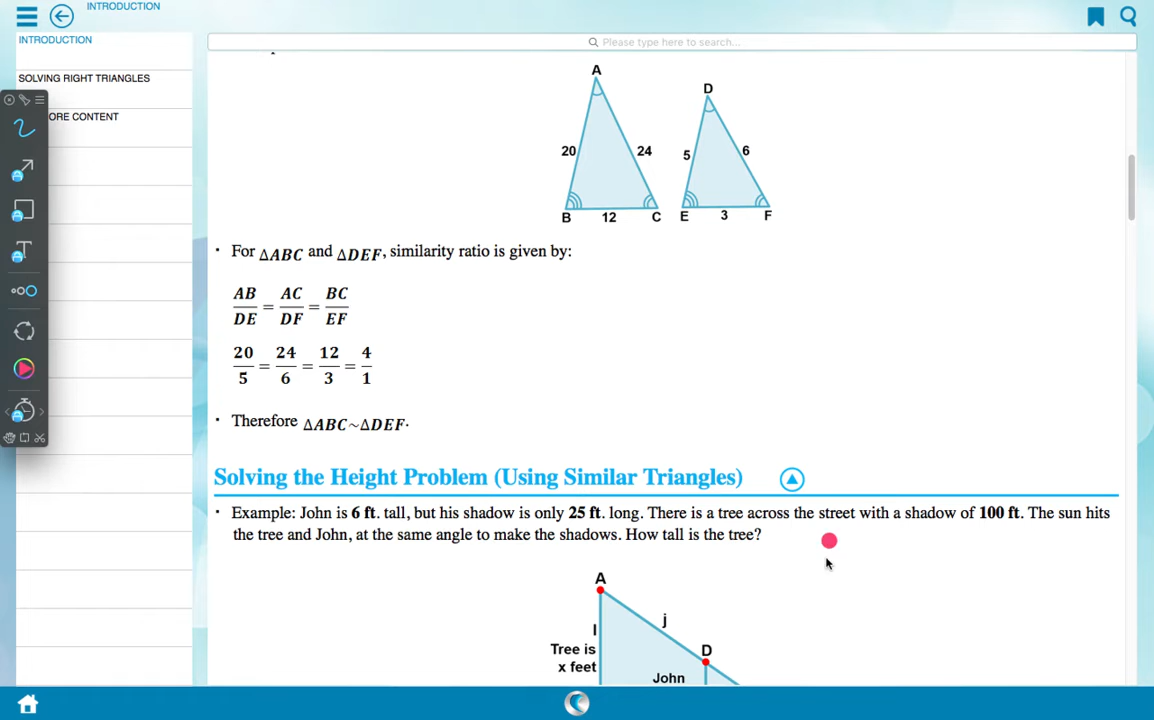 INTRODUCTION
INTRODUCTION
SOLVING RIGHT TRIANGLES
ORE CONTENT
Please type here to search...
A
D
20
24
5
6
B
12
C
E
3
F
· For ΔABC and ΔDEF, similarity ratio is given by:
AB/DE = AC/DF = BC/EF
20/5 = 24/6 = 12/3 = 4/1
· Therefore ΔABC~ΔDEF.
Solving the Height Problem (Using Similar Triangles)
· Example: John is 6 ft. tall, but his shadow is only 25 ft. long. There is a tree across the street with a shadow of 100 ft. The sun hits
the tree and John, at the same angle to make the shadows. How tall is the tree?
A
l
j
Tree is
x feet
D
John